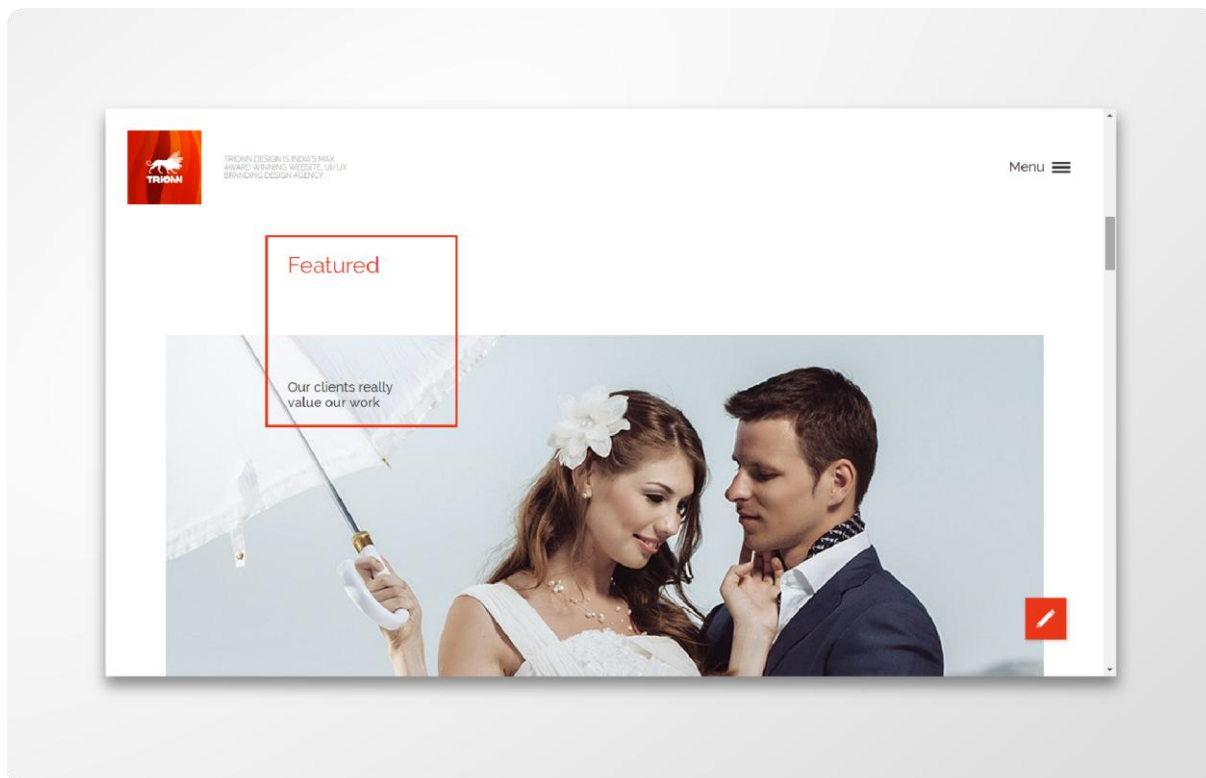 TRIONN
TRIONN DESIGN IS INDIA'S MAX
AWARD WINNING WEBSITE, UI/UX
BRANDING DESIGN AGENCY.
Menu
Featured
Our clients really
value our work